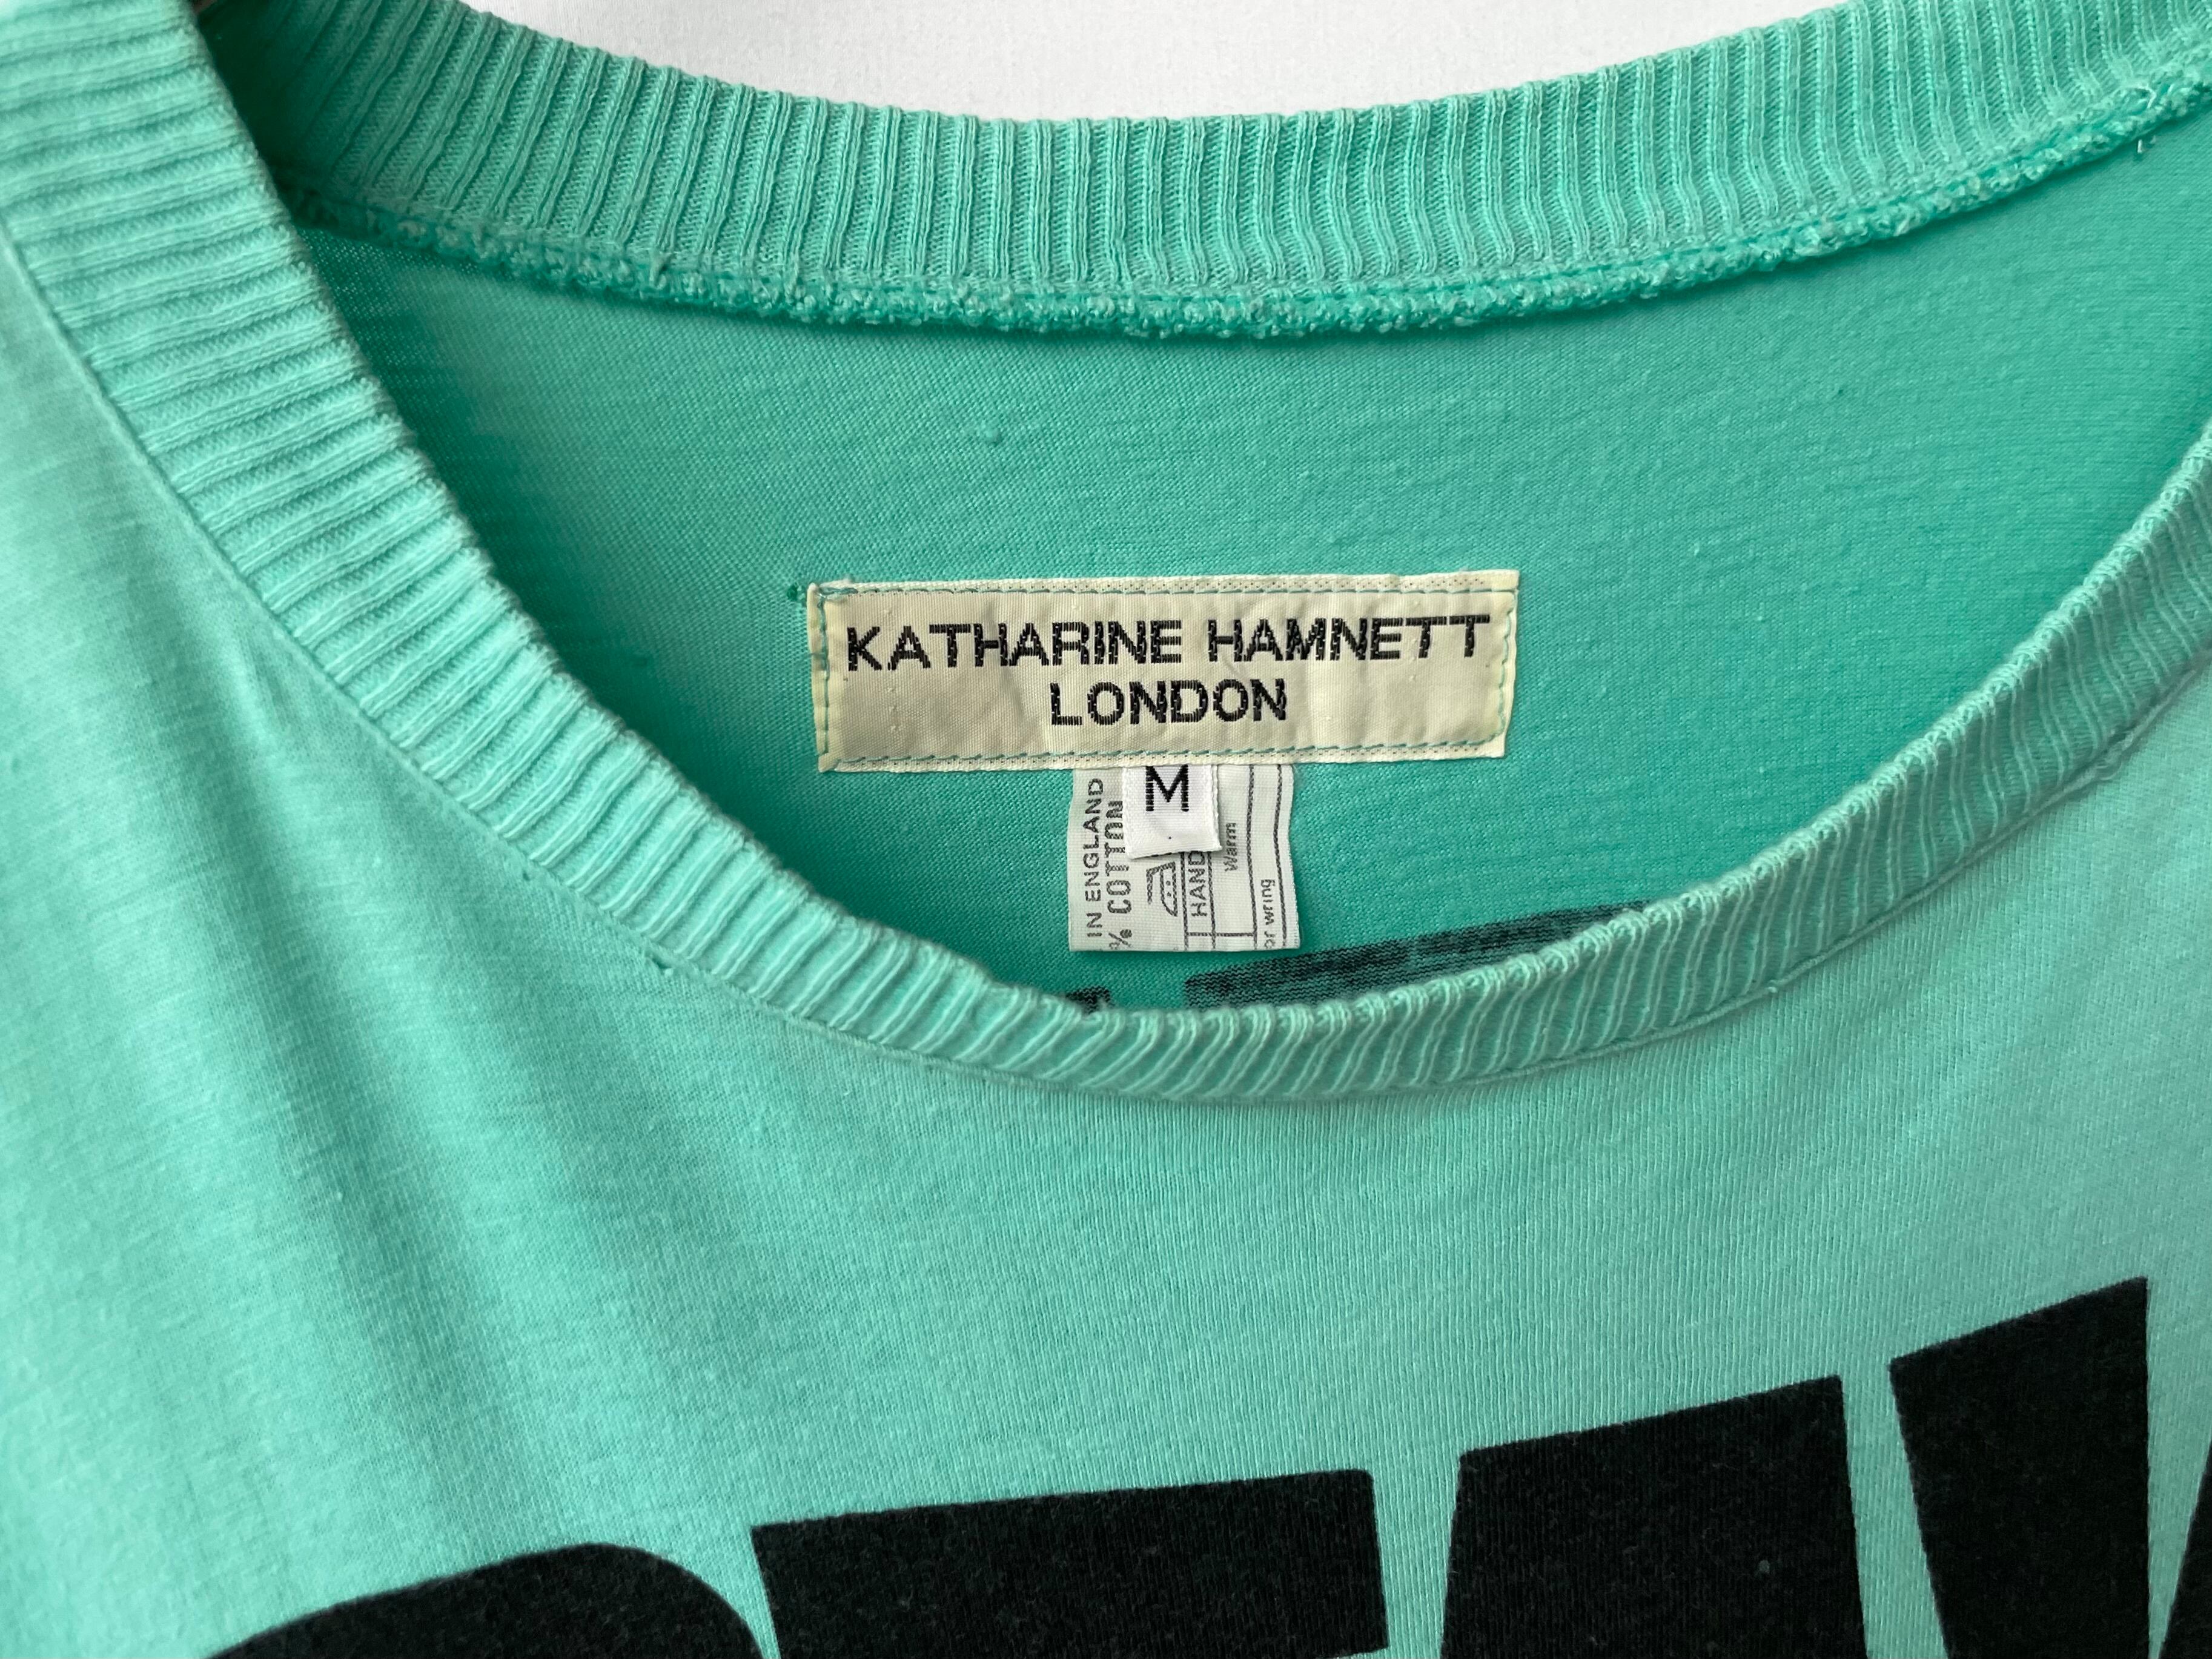 KATHARINE HAMNETT
LONDON
M
IN ENGLAND
% COTTON
HAND
Warm
or wring